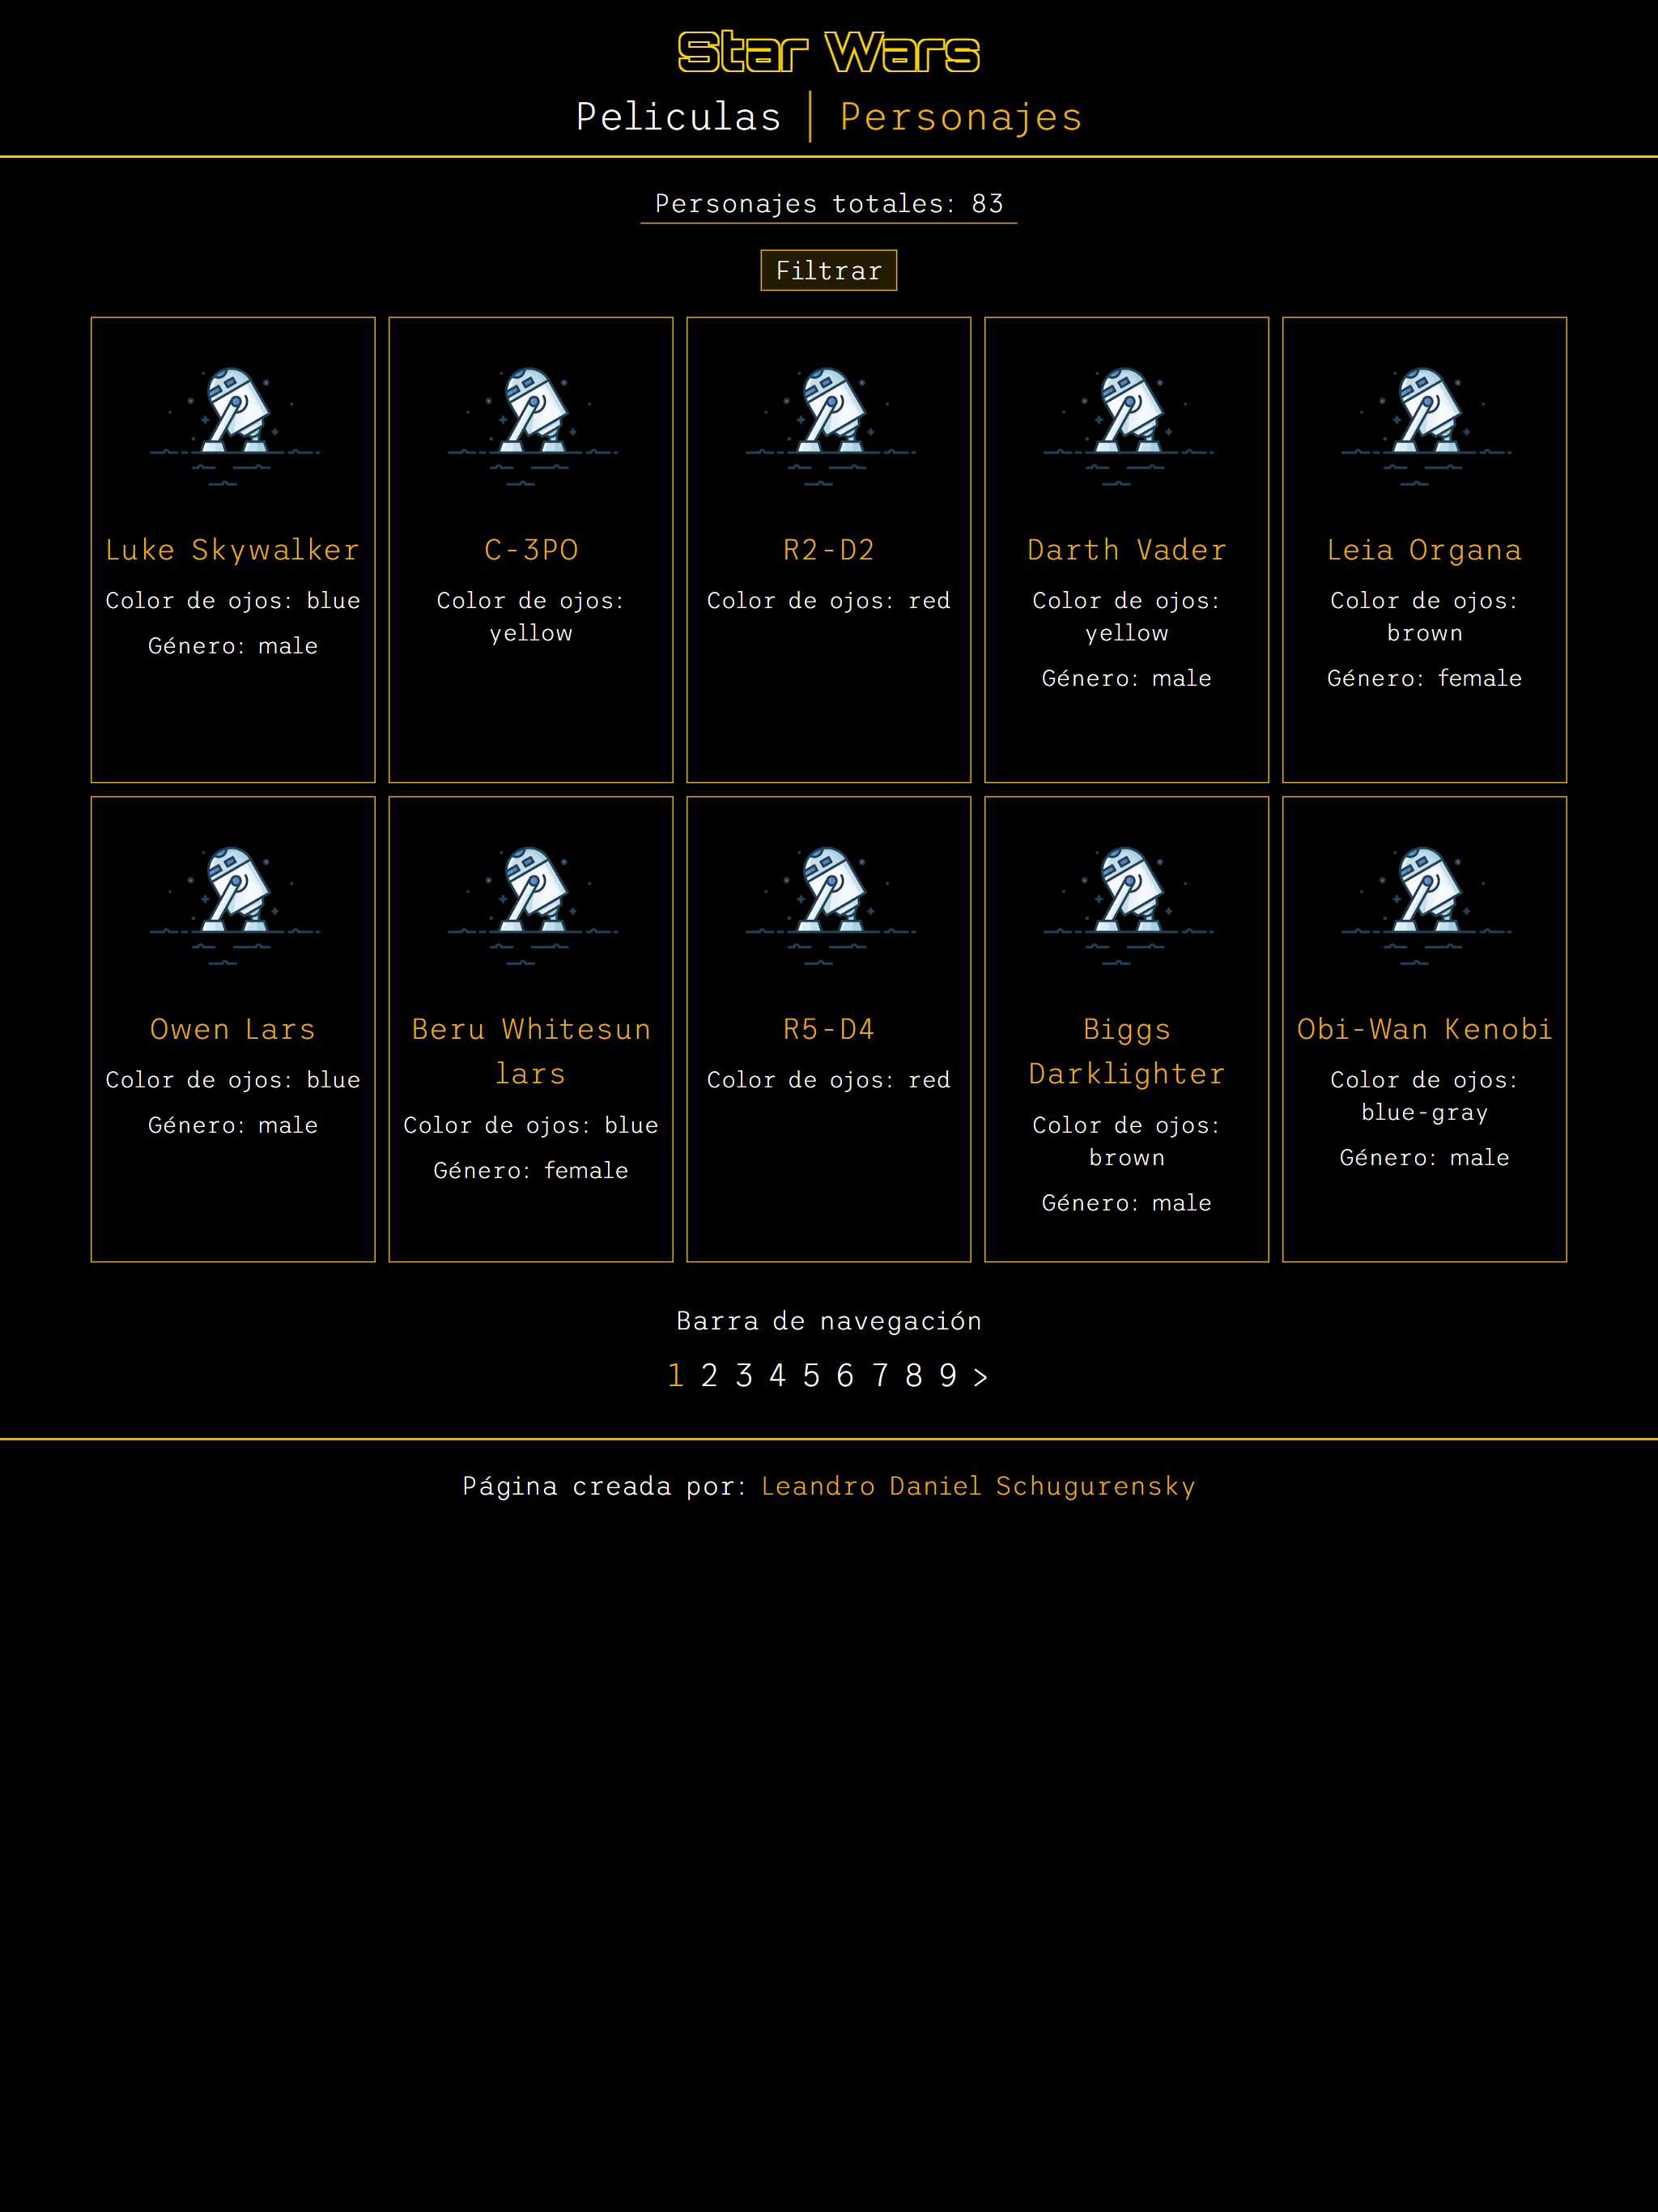 Star Wars
Peliculas
Personajes
Personajes totales: 83
Filtrar
Luke Skywalker
Color de ojos: blue
Género: male
C-3PO
Color de ojos:
yellow
R2-D2
Color de ojos: red
Darth Vader
Color de ojos:
yellow
Género: male
Leia Organa
Color de ojos:
brown
Género: female
Owen Lars
Color de ojos: blue
Género: male
Beru Whitesun
lars
Color de ojos: blue
Género: female
R5-D4
Color de ojos: red
Biggs
Darklighter
Color de ojos:
brown
Género: male
Obi-Wan Kenobi
Color de ojos:
blue-gray
Género: male
Barra de navegación
1 2 3 4 5 6 7 8 9 >
Página creada por: Leandro Daniel Schugurensky